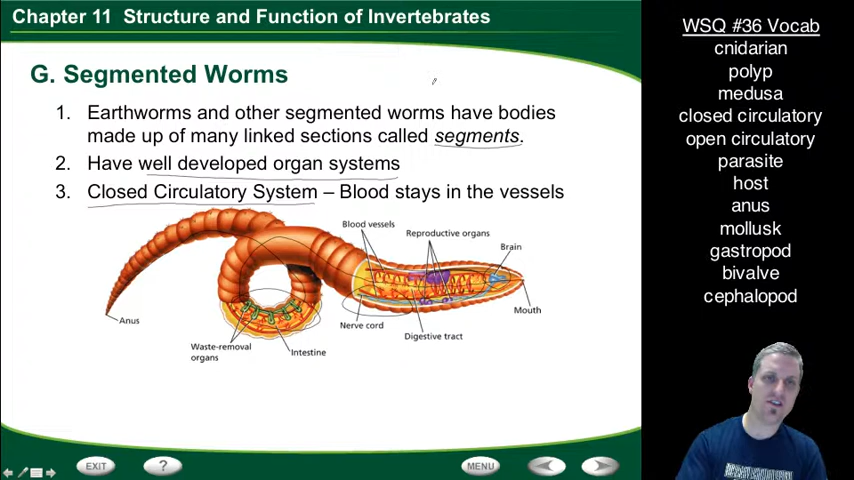 Chapter 11 Structure and Function of Invertebrates
G. Segmented Worms
1. Earthworms and other segmented worms have bodies
made up of many linked sections called segments.
2. Have well developed organ systems
3. Closed Circulatory System – Blood stays in the vessels
Blood vessels
Reproductive organs
Brain
Anus
Mouth
Nerve cord
Digestive tract
Waste-removal
organs
Intestine
EXIT
?
MENU
WSQ #36 Vocab
cnidarian
polyp
medusa
closed circulatory
open circulatory
parasite
host
anus
mollusk
gastropod
bivalve
cephalopod